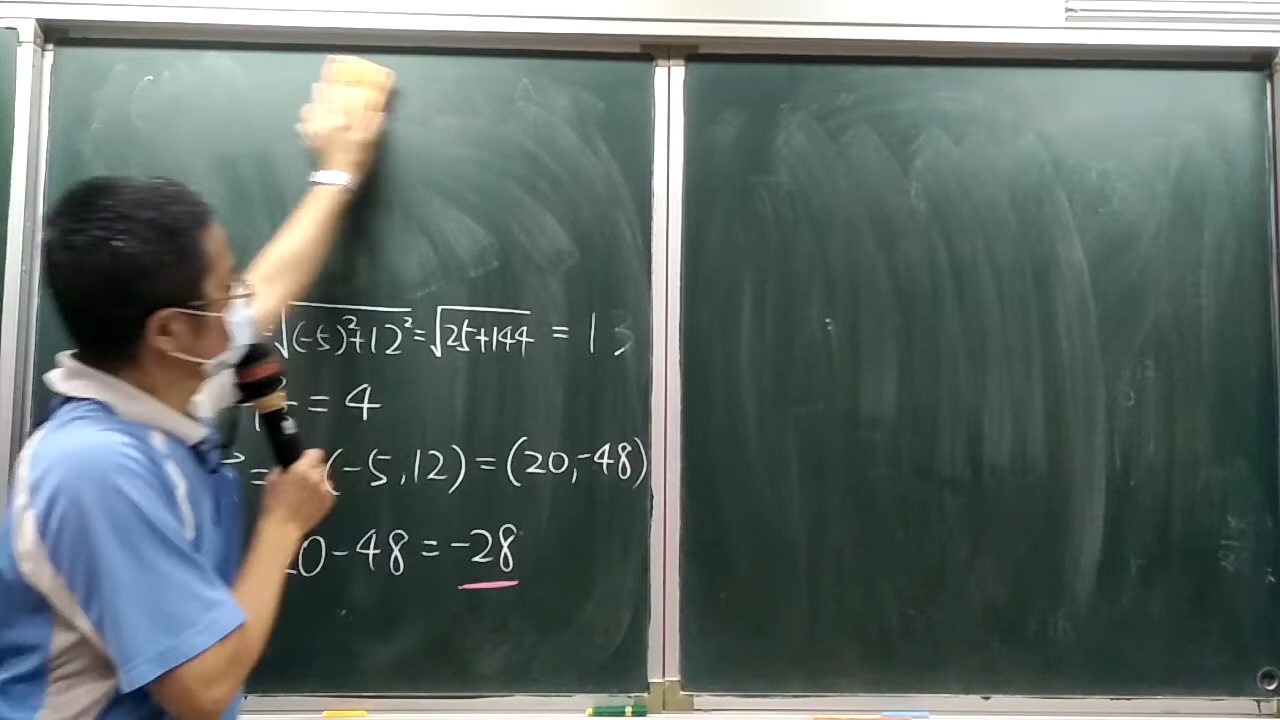 =√(-5)²+12² = √25+144 = 13
= 4
= (-5,12) = (20,-48)
20-48 = -28